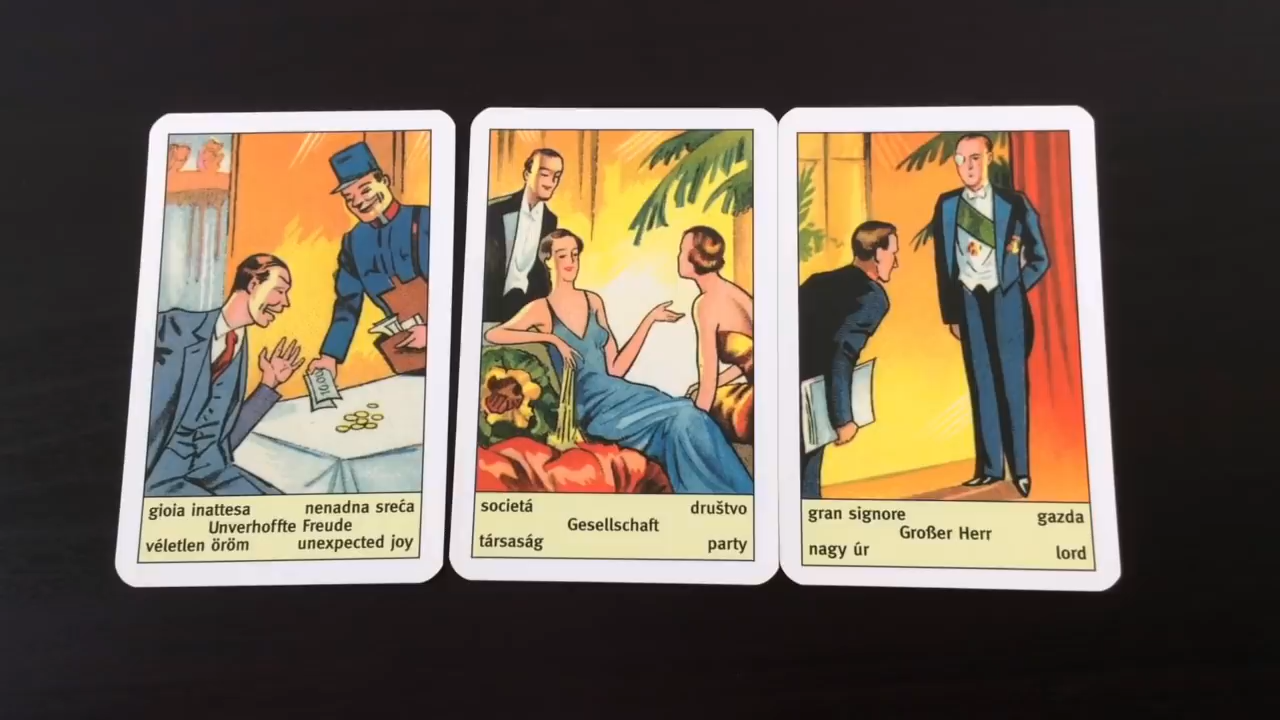 gioia inattesa nenadna sreća
Unverhoffte Freude
véletlen öröm unexpected joy
societá društvo
Gesellschaft
társaság party
gran signore gazda
Großer Herr
nagy úr lord